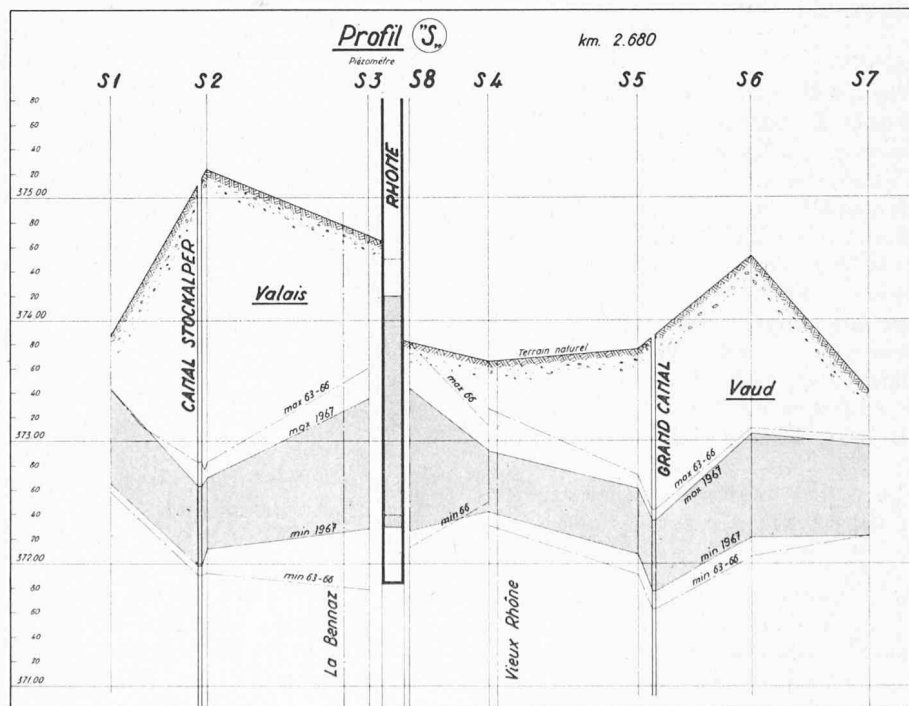 Profil "S„
km. 2.680
Piézomètre
S1
S2
S3
S8
S4
S5
S6
S7
80
60
40
20
375.00
80
60
40
20
374.00
80
60
40
20
373.00
80
60
40
20
372.00
80
60
40
20
371.00
CANAL STOCKALPER
Valais
RHOME
Terrain naturel
GRAND CANAL
Vaud
max 63-66
max 1967
min 1967
min 63-66
max 66
min 66
max 63-66
max 1967
min 1967
min 63-66
La Bennaz
Vieux Rhône